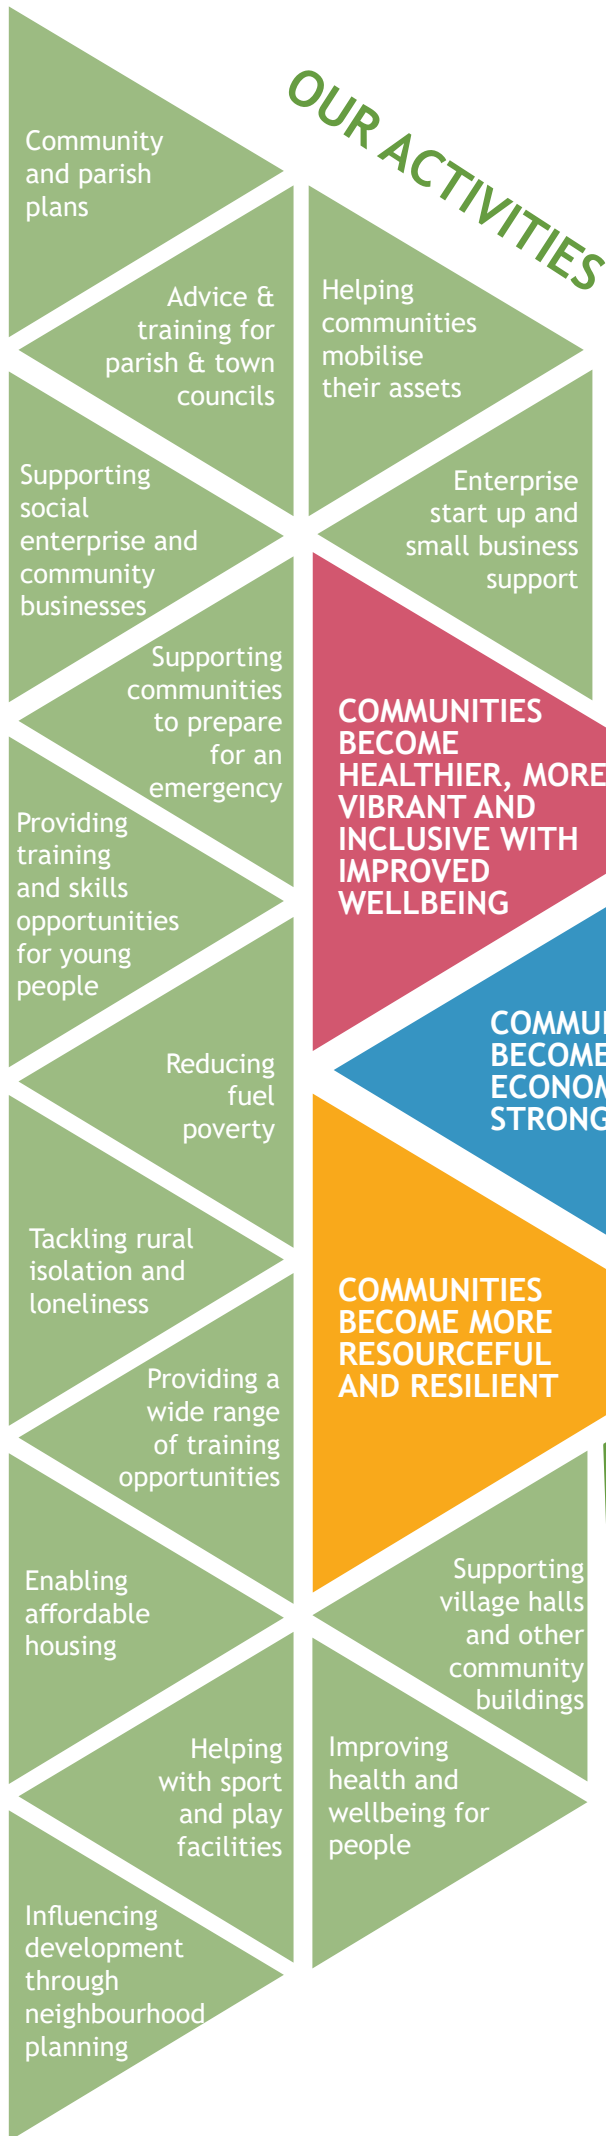 OUR ACTIVITIES
Community
and parish
plans
Advice &
training for
parish & town
councils
Helping
communities
mobilise
their assets
Supporting
social
enterprise and
community
businesses
Enterprise
start up and
small business
support
Supporting
communities
to prepare
for an
emergency
COMMUNITIES
BECOME
HEALTHIER, MORE
VIBRANT AND
INCLUSIVE WITH
IMPROVED
WELLBEING
Providing
training
and skills
opportunities
for young
people
BECOME
Reducing
fuel
poverty
Tackling rural
isolation and
loneliness
COMMUNITIES
BECOME MORE
RESOURCEFUL
AND RESILIENT
Providing a
wide range
of training
opportunities
Enabling
affordable
housing
Supporting
village halls
and other
community
buildings
Helping
with sport
and play
facilities
Improving
health and
wellbeing for
people
Influencing
development
through
neighbourhood
planning